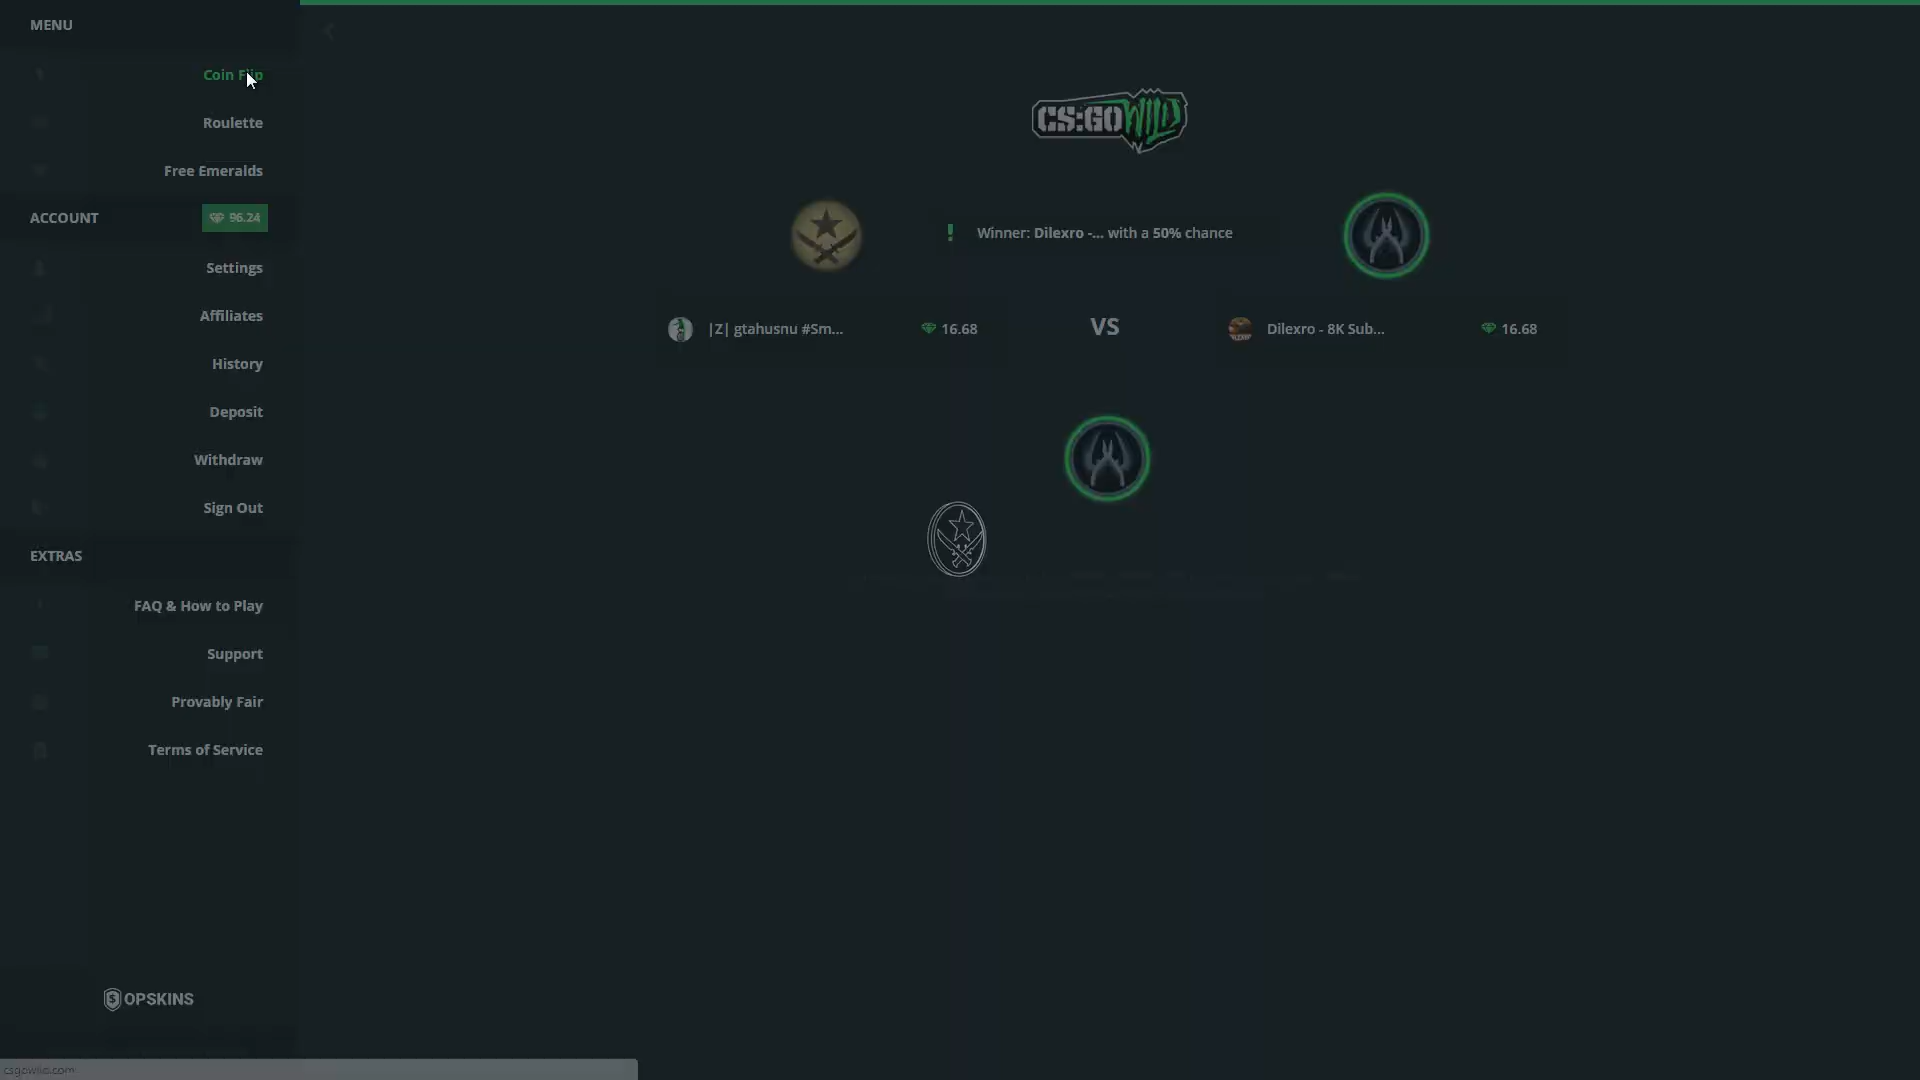 MENU
Coin Flip
Roulette
Free Emeralds
ACCOUNT
96.24
Settings
Affiliates
History
Deposit
Withdraw
Sign Out
EXTRAS
FAQ & How to Play
Support
Provably Fair
Terms of Service
OPSKINS
csgowild.com
CS:GO WILD
Winner: Dilexro -... with a 50% chance
|Z| gtahusnu #Sm... 16.68 VS Dilexro - 8K Sub... 16.68